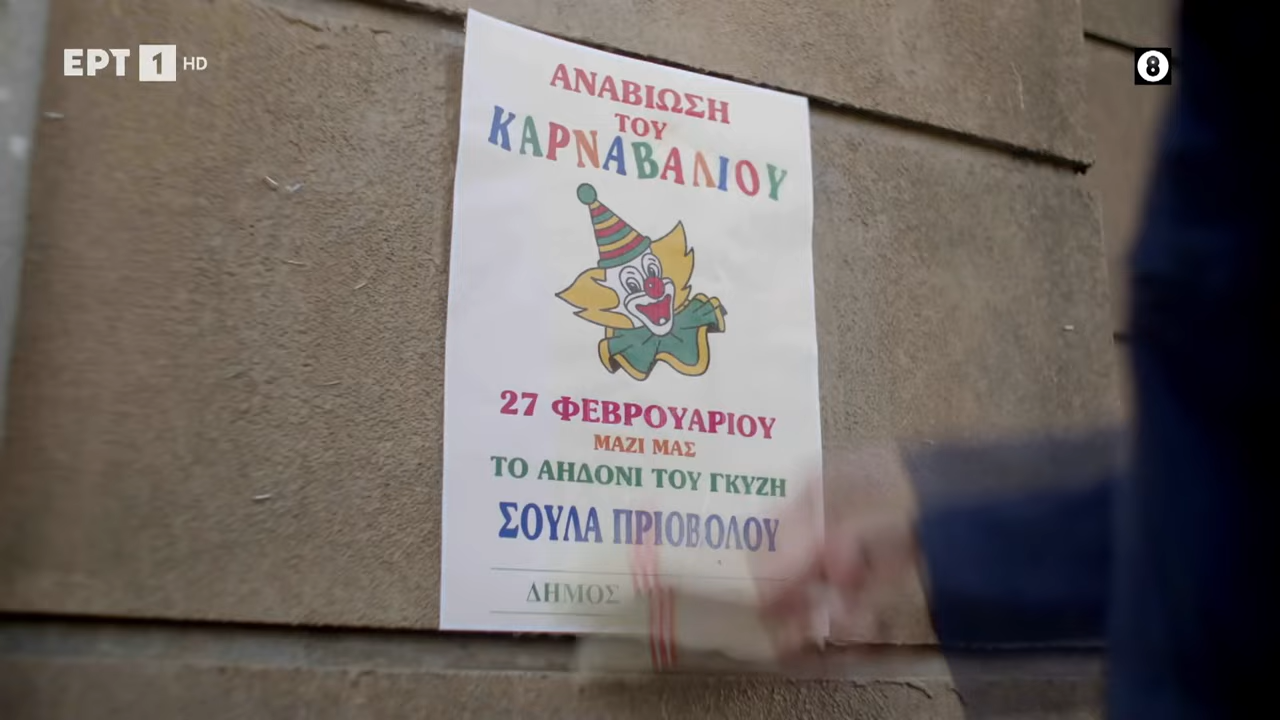 ΕΡΤ 1 HD
8
ΑΝΑΒΙΩΣΗ
ΤΟΥ
ΚΑΡΝΑΒΑΛΙΟΥ
27 ΦΕΒΡΟΥΑΡΙΟΥ
ΜΑΖΙ ΜΑΣ
ΤΟ ΑΗΔΟΝΙ ΤΟΥ ΓΚΥΖΗ
ΣΟΥΛΑ ΠΡΙΟΒΟΛΟΥ
ΔΗΜΟΣ